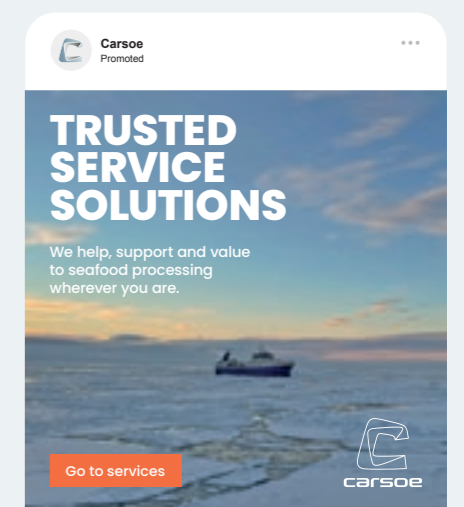 Carsoe
Promoted
TRUSTED
SERVICE
SOLUTIONS
We help, support and value
to seafood processing
wherever you are.
Go to services
carsoe